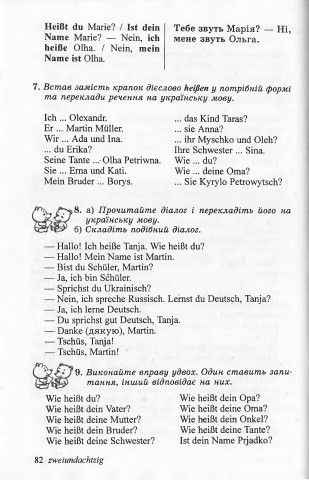 Heißt du Marie? / Ist dein
Name Marie? — Nein, ich
heiße Olha. / Nein, mein
Name ist Olha.
Тебе звуть Марія? — Ні,
мене звуть Ольга.
7. Встав замість крапок дієслово heißen у потрібній формі
та переклади речення на українську мову.
Ich ... Olexandr.
Er ... Martin Müller.
Wir ... Ada und Ina.
... du Erika?
Seine Tante ... Olha Petriwna.
Sie ... Erna und Kati.
Mein Bruder ... Borys.
... das Kind Taras?
... sie Anna?
... ihr Myschko und Oleh?
Ihre Schwester ... Sina.
Wie ... du?
Wie ... deine Oma?
... Sie Kyrylo Petrowytsch?
8. а) Прочитайте діалог і перекладіть його на
українську мову.
б) Складіть подібний діалог.
— Hallo! Ich heiße Tanja. Wie heißt du?
— Hallo! Mein Name ist Martin.
— Bist du Schüler, Martin?
— Ja, ich bin Schüler.
— Sprichst du Ukrainisch?
— Nein, ich spreche Russisch. Lernst du Deutsch, Tanja?
— Ja, ich lerne Deutsch.
— Du sprichst gut Deutsch, Tanja.
— Danke (дякую), Martin.
— Tschüs, Tanja!
— Tschüs, Martin!
9. Виконайте вправу удвох. Один ставить запи-
тання, інший відповідає на них.
Wie heißt du?
Wie heißt dein Vater?
Wie heißt deine Mutter?
Wie heißt dein Bruder?
Wie heißt deine Schwester?
Wie heißt dein Opa?
Wie heißt deine Oma?
Wie heißt dein Onkel?
Wie heißt deine Tante?
Ist dein Name Prjadko?
82 zweiundachtzig